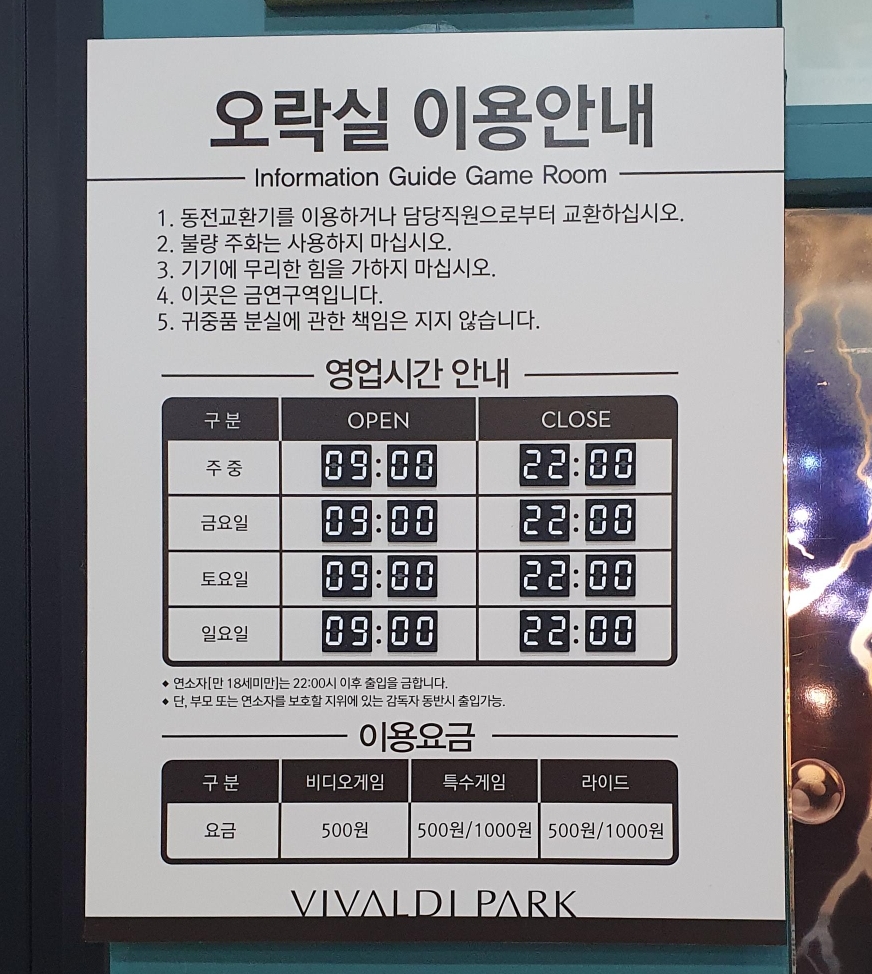 오락실 이용안내
Information Guide Game Room
1. 동전교환기를 이용하거나 담당직원으로부터 교환하십시오.
2. 불량 주화는 사용하지 마십시오.
3. 기기에 무리한 힘을 가하지 마십시오.
4. 이곳은 금연구역입니다.
5. 귀중품 분실에 관한 책임은 지지 않습니다.
영업시간 안내
구 분 OPEN CLOSE
주 중 09:00 22:00
금요일 09:00 22:00
토요일 09:00 22:00
일요일 09:00 22:00
◆ 연소자[만 18세미만]는 22:00시 이후 출입을 금합니다.
◆ 단, 부모 또는 연소자를 보호할 지위에 있는 감독자 동반시 출입가능.
이용요금
구 분 비디오게임 특수게임 라이드
요금 500원 500원/1000원 500원/1000원
VIVALDI PARK